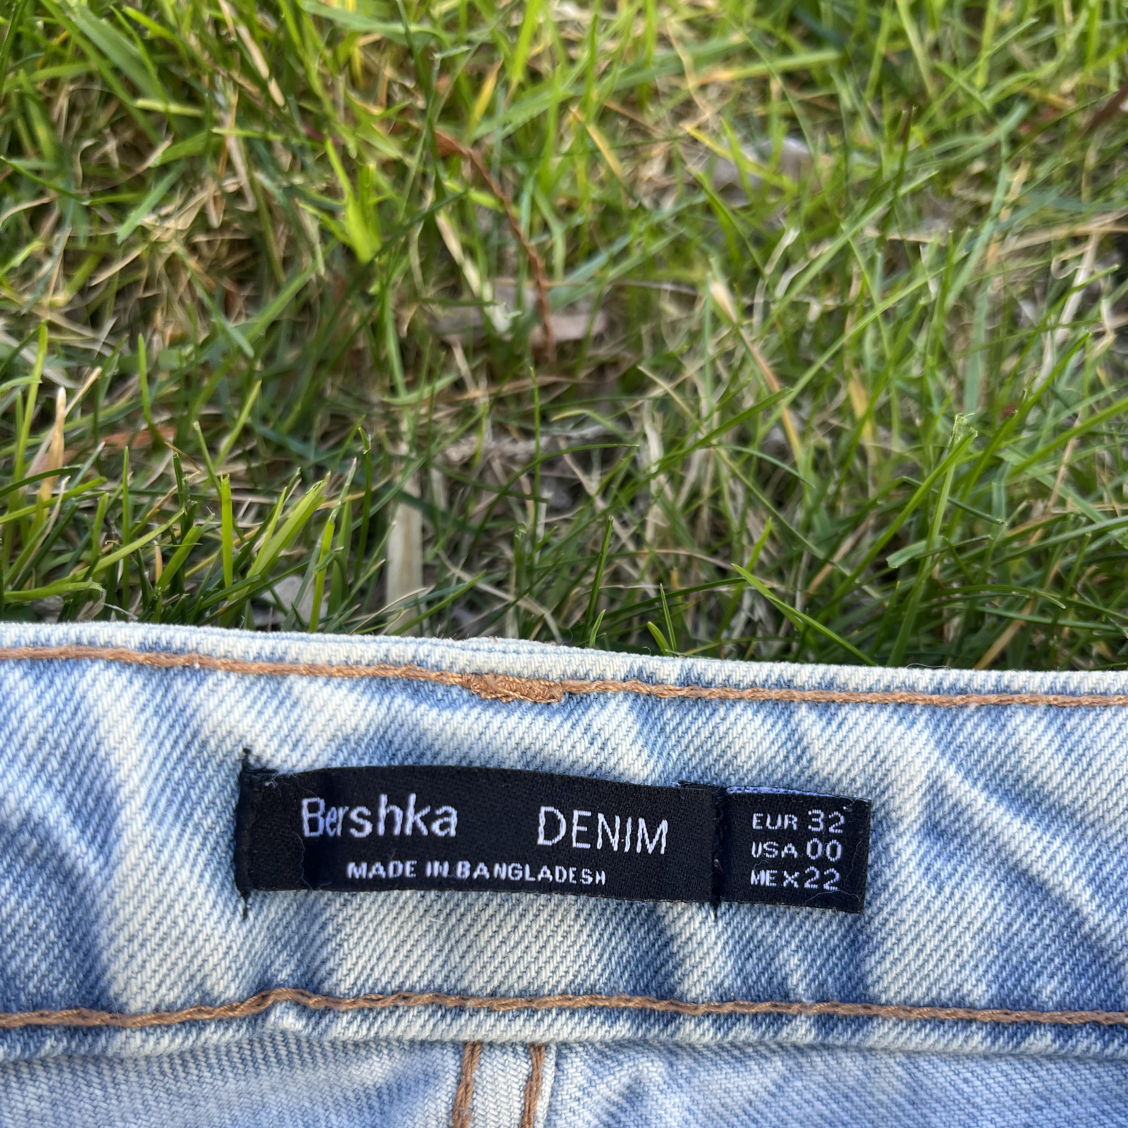 Bershka DENIM
MADE IN BANGLADESH
EUR 32
USA 00
MEX 22